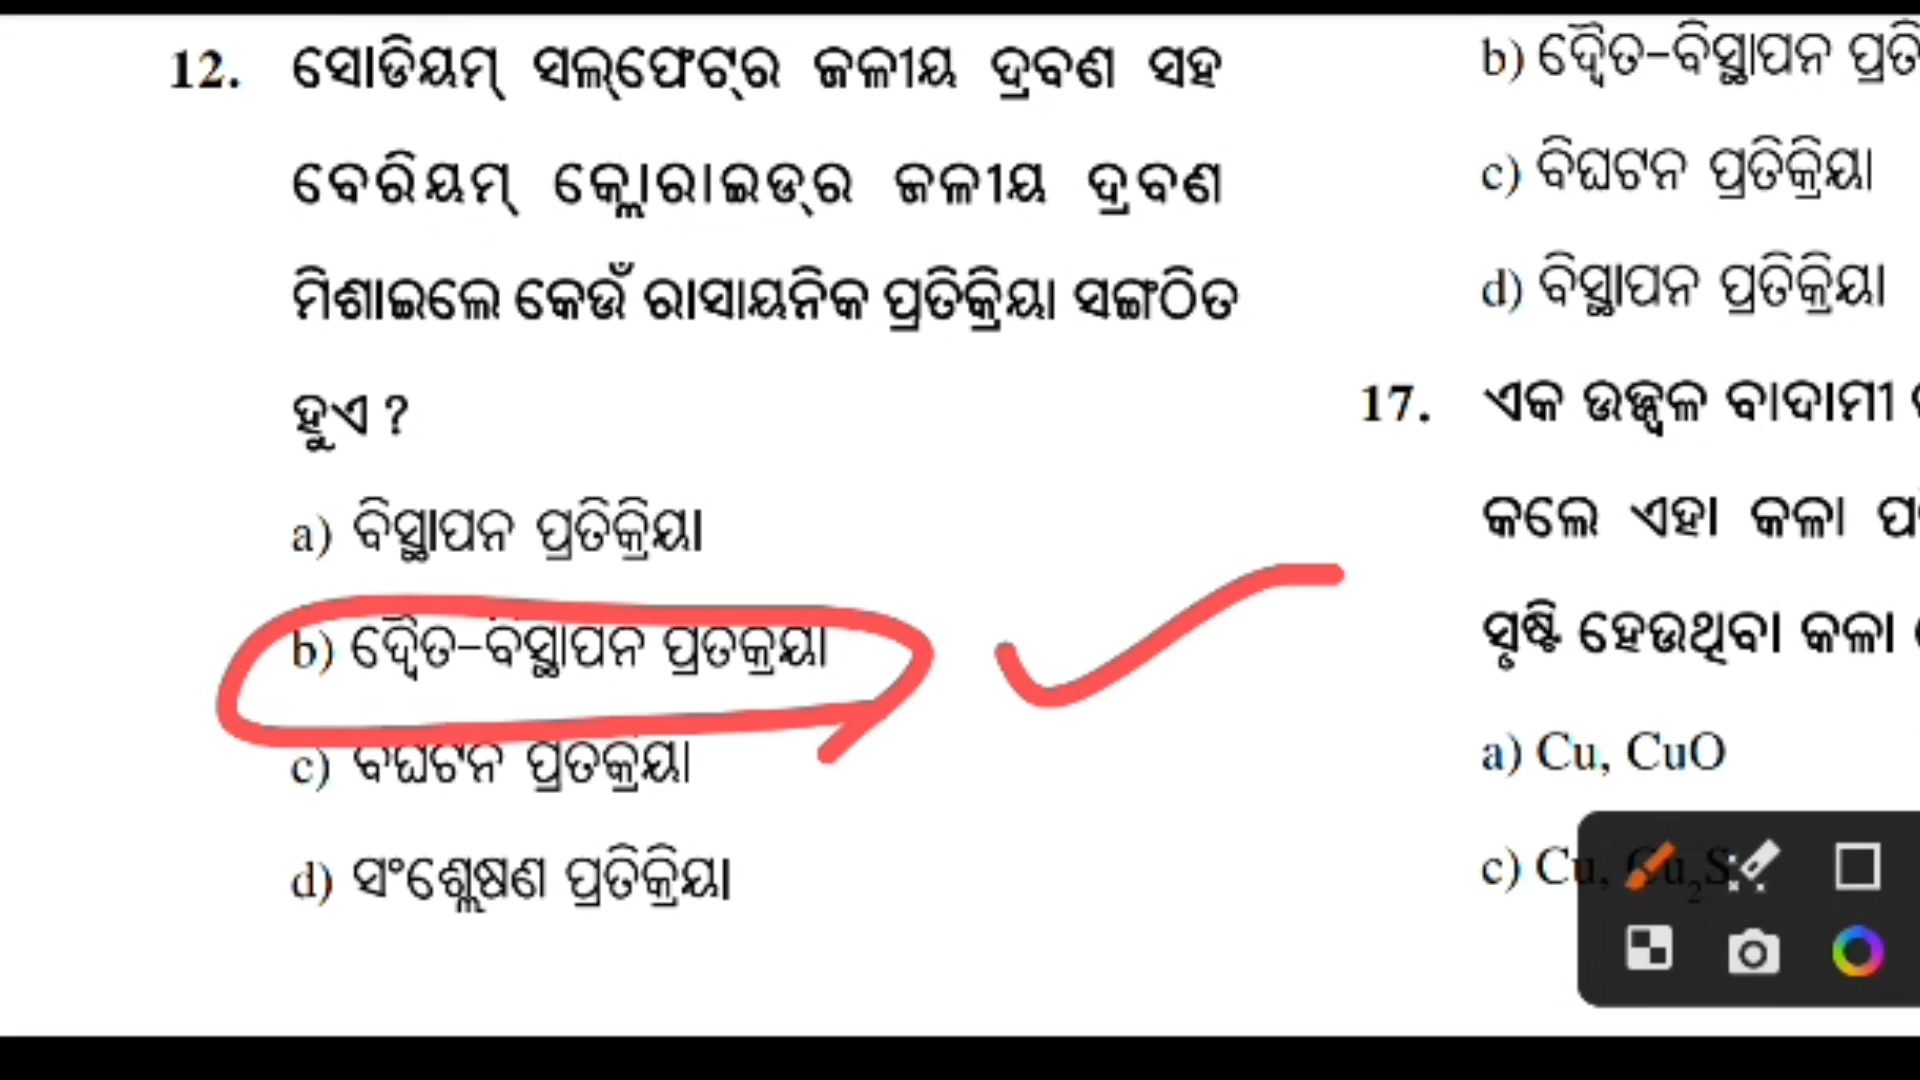 12. ସୋଡିୟମ୍ ସଲ୍‌ଫେଟ୍‌ର ଜଳୀୟ ଦ୍ରବଣ ସହ
ବେରିୟମ୍ କ୍ଲୋରାଇଡ୍‌ର ଜଳୀୟ ଦ୍ରବଣ
ମିଶାଇଲେ କେଉଁ ରାସାୟନିକ ପ୍ରତିକ୍ରିୟା ସଙ୍ଗଠିତ
ହୁଏ ?
a) ବିସ୍ଥାପନ ପ୍ରତିକ୍ରିୟା
b) ଦ୍ୱୈତ-ବିସ୍ଥାପନ ପ୍ରତିକ୍ରିୟା
c) ବିଘଟନ ପ୍ରତିକ୍ରିୟା
d) ସଂଶ୍ଳେଷଣ ପ୍ରତିକ୍ରିୟା
b) ଦ୍ୱୈତ-ବିସ୍ଥାପନ
c) ବିଘଟନ ପ୍ରତିକ୍ରିୟା
d) ବିସ୍ଥାପନ ପ୍ରତିକ୍ରିୟା
17. ଏକ ଉଜ୍ଜ୍ୱଳ ବାଦାମୀ
କଲେ ଏହା କଳା
ସୃଷ୍ଟି ହେଉଥିବା କଳା
a) Cu, CuO
c) Cu, Cu₂S